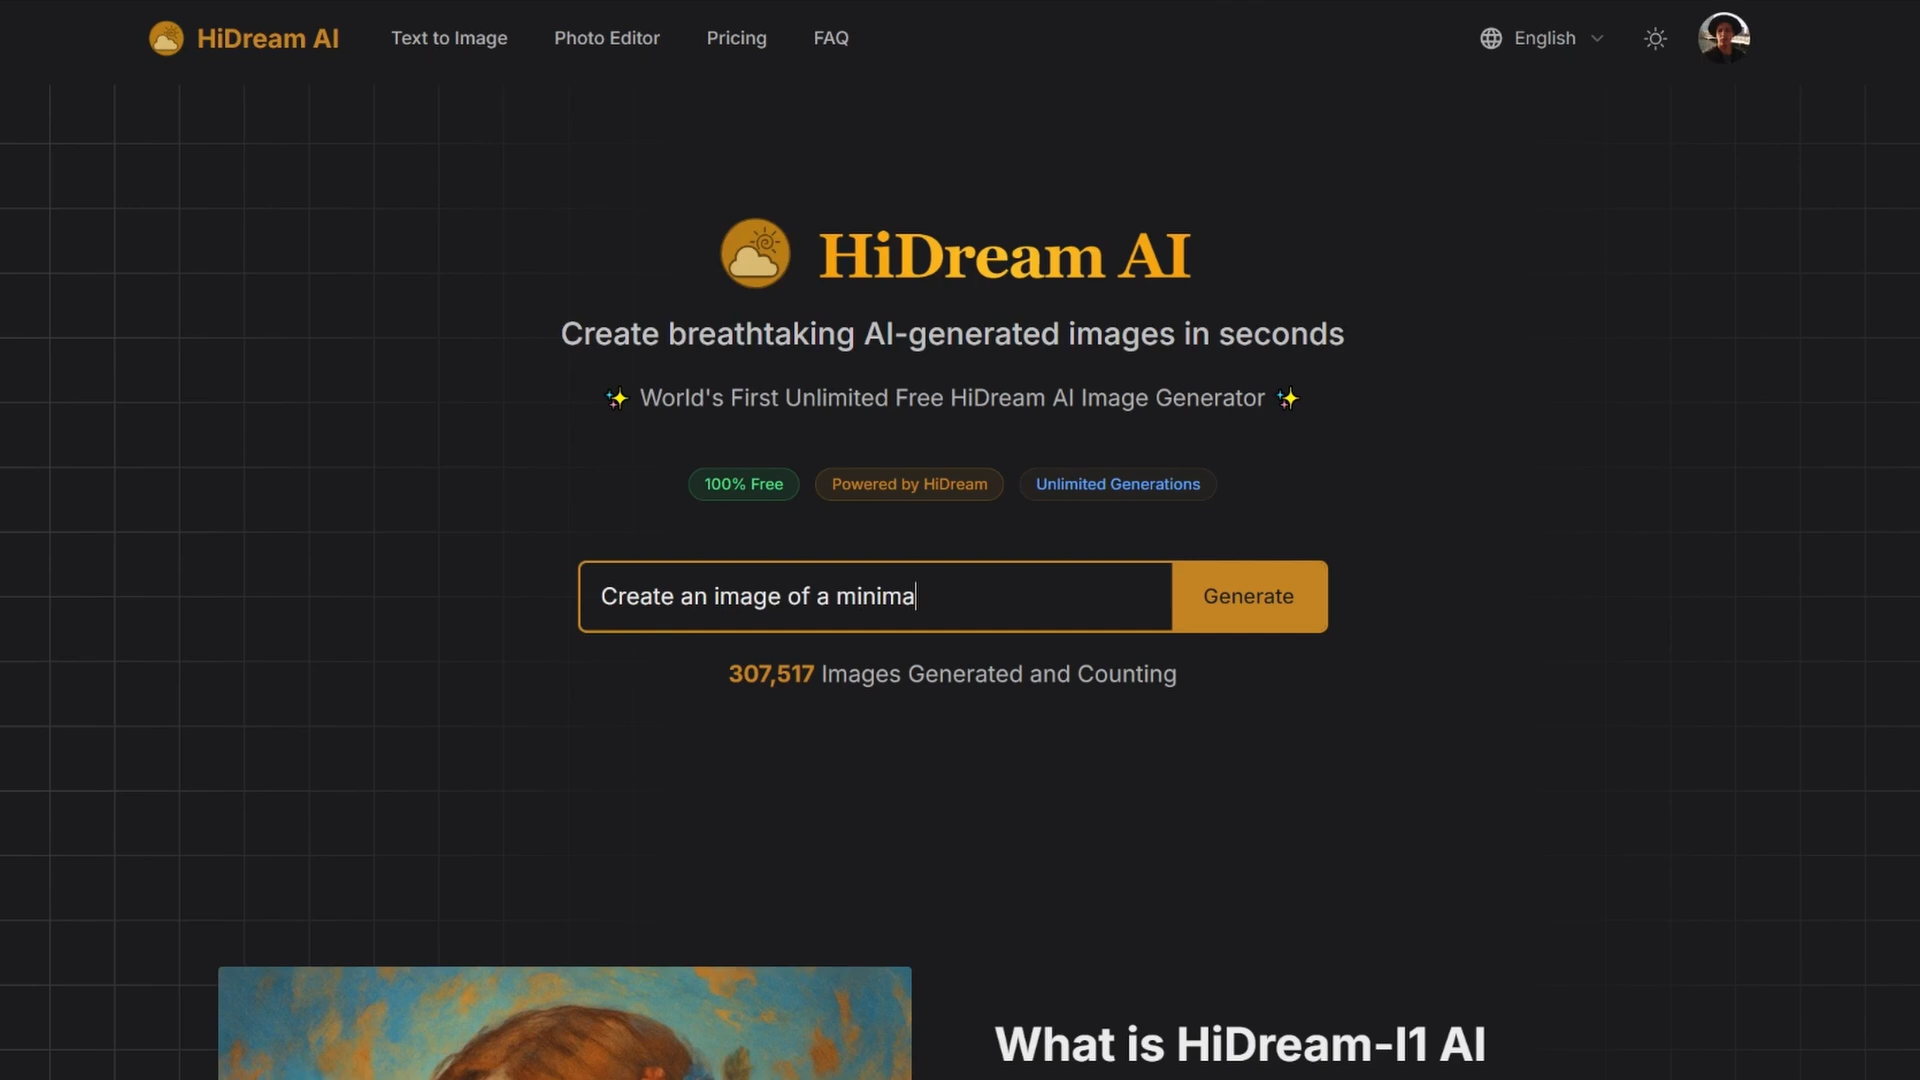 HiDream AI
Text to Image
Photo Editor
Pricing
FAQ
English
HiDream AI
Create breathtaking AI-generated images in seconds
✨ World's First Unlimited Free HiDream AI Image Generator ✨
100% Free
Powered by HiDream
Unlimited Generations
Create an image of a minima
Generate
307,517 Images Generated and Counting
What is HiDream-I1 AI